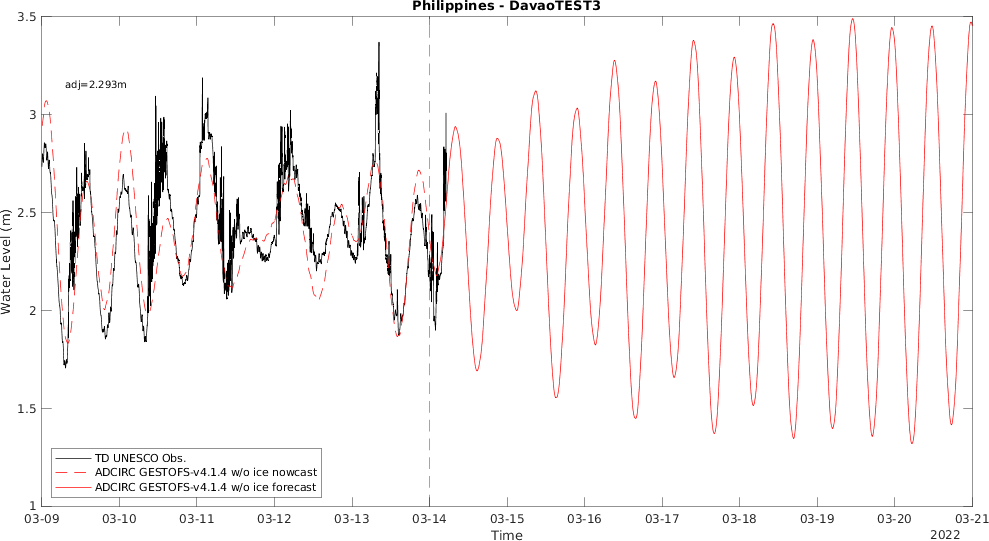 Philippines - DavaoTEST3
3.5
adj=2.293m
3
2.5
Water Level (m)
2
1.5
TD UNESCO Obs.
ADCIRC GESTOFS-v4.1.4 w/o ice nowcast
ADCIRC GESTOFS-v4.1.4 w/o ice forecast
1
03-09 03-10 03-11 03-12 03-13 03-14 03-15 03-16 03-17 03-18 03-19 03-20 03-21
Time
2022